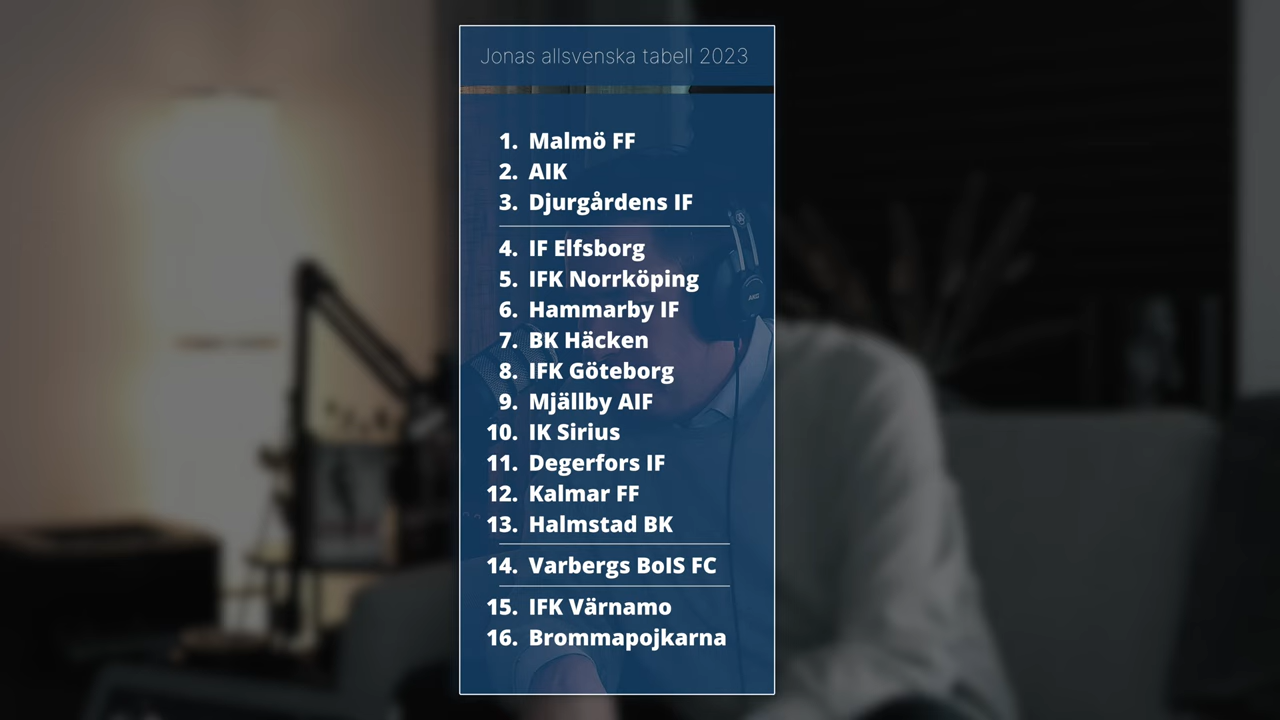 Jonas allsvenska tabell 2023
1. Malmö FF
2. AIK
3. Djurgårdens IF
4. IF Elfsborg
5. IFK Norrköping
6. Hammarby IF
7. BK Häcken
8. IFK Göteborg
9. Mjällby AIF
10. IK Sirius
11. Degerfors IF
12. Kalmar FF
13. Halmstad BK
14. Varbergs BoIS FC
15. IFK Värnamo
16. Brommapojkarna